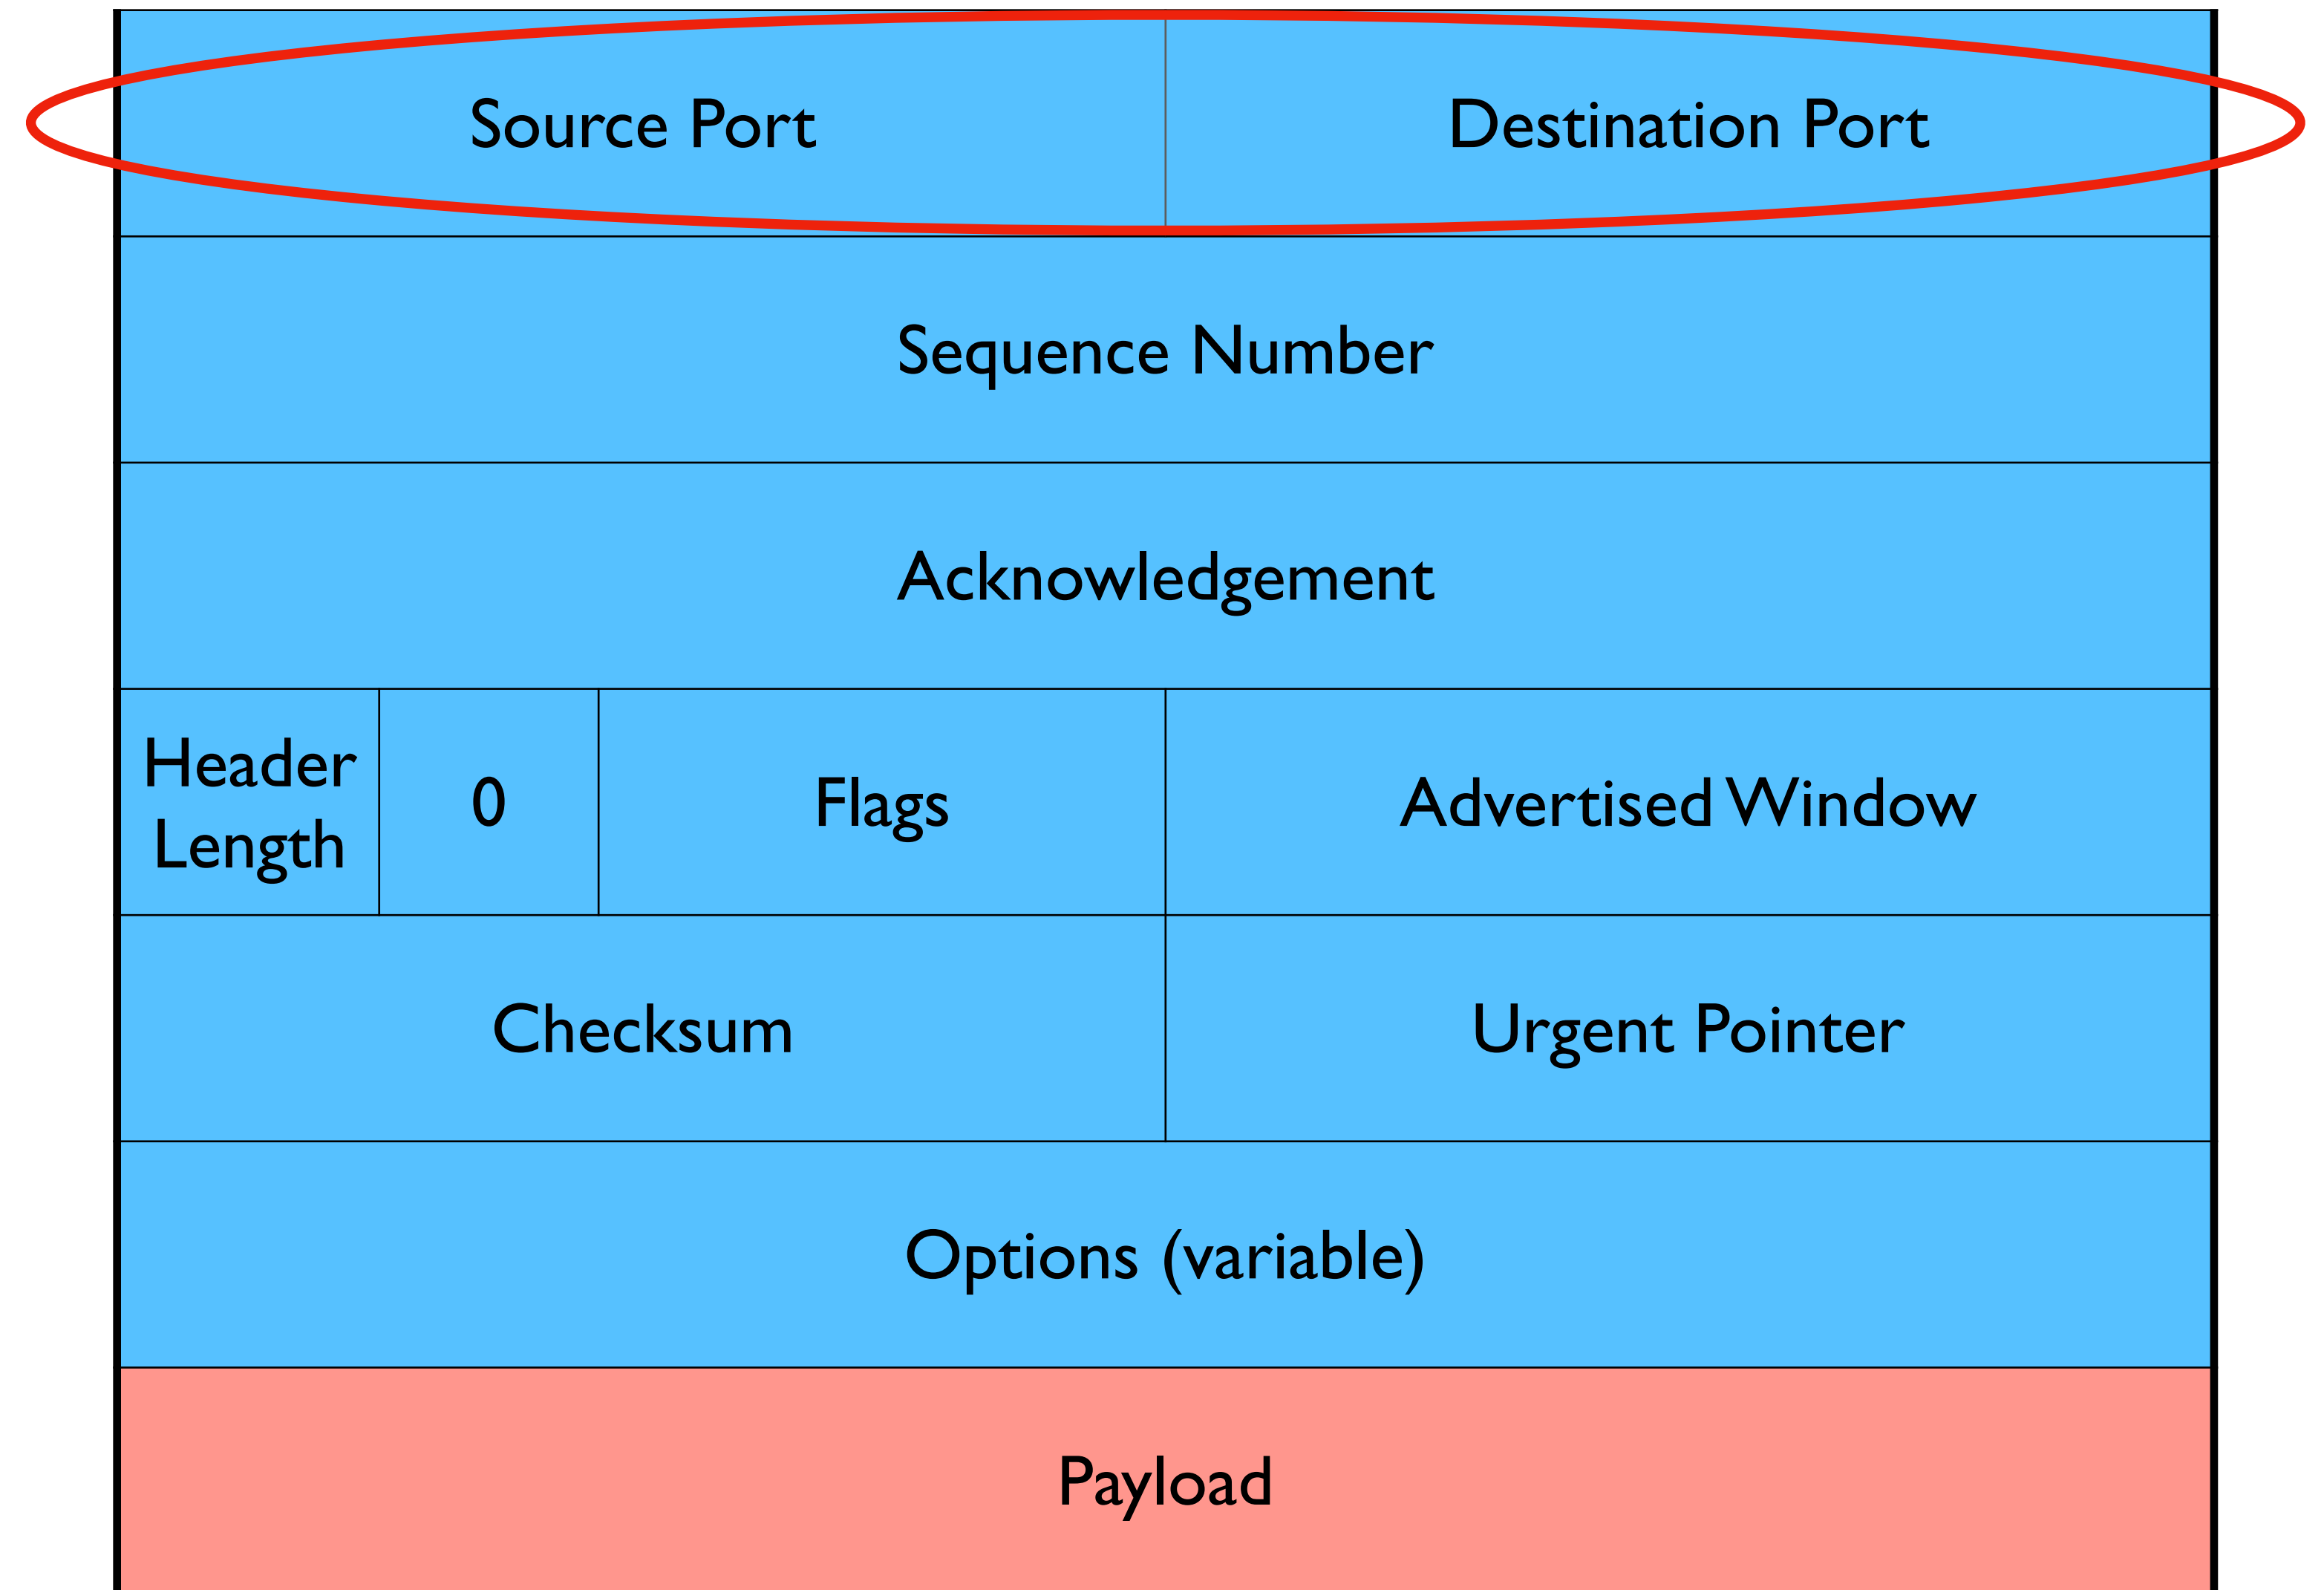 Source Port
Destination Port
Sequence Number
Acknowledgement
Header
Length
0
Flags
Advertised Window
Checksum
Urgent Pointer
Options (variable)
Payload